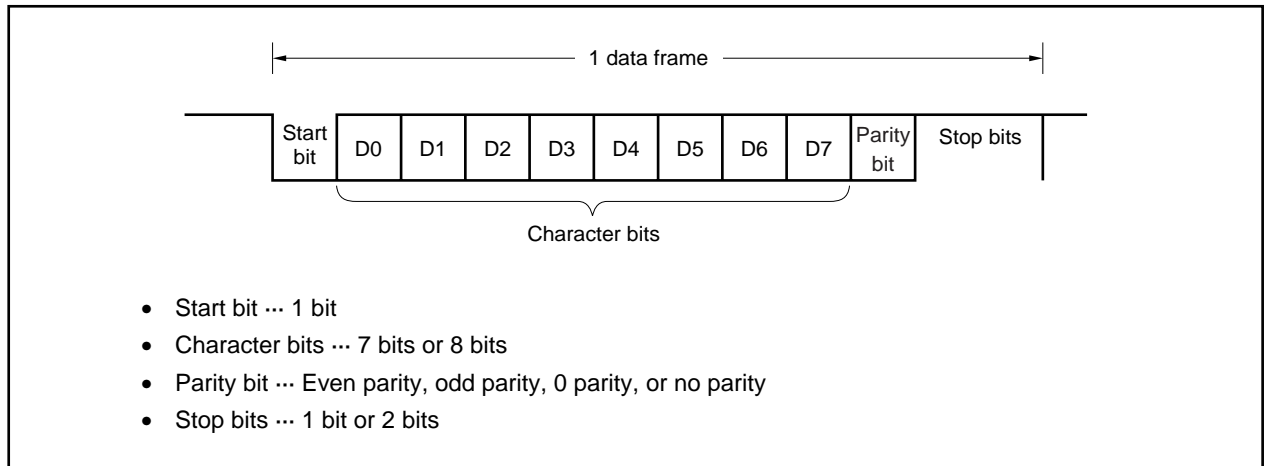 1 data frame
Start bit D0 D1 D2 D3 D4 D5 D6 D7 Parity bit Stop bits
Character bits
• Start bit ··· 1 bit
• Character bits ··· 7 bits or 8 bits
• Parity bit ··· Even parity, odd parity, 0 parity, or no parity
• Stop bits ··· 1 bit or 2 bits